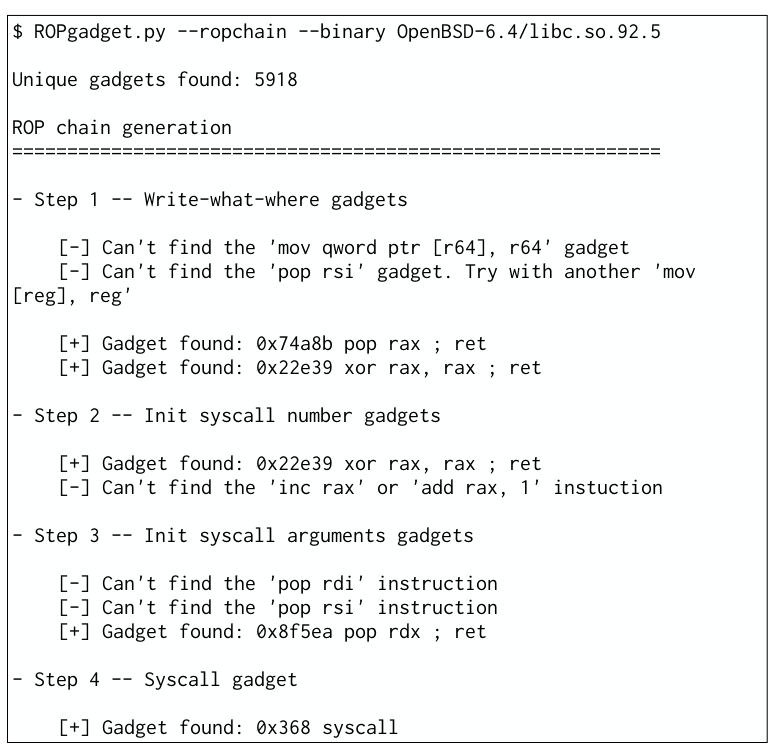 $ ROPgadget.py --ropchain --binary OpenBSD-6.4/libc.so.92.5
Unique gadgets found: 5918
ROP chain generation
===========================================================
- Step 1 -- Write-what-where gadgets
[-] Can't find the 'mov qword ptr [r64], r64' gadget
[-] Can't find the 'pop rsi' gadget. Try with another 'mov
[reg], reg'
[+] Gadget found: 0x74a8b pop rax ; ret
[+] Gadget found: 0x22e39 xor rax, rax ; ret
- Step 2 -- Init syscall number gadgets
[+] Gadget found: 0x22e39 xor rax, rax ; ret
[-] Can't find the 'inc rax' or 'add rax, 1' instuction
- Step 3 -- Init syscall arguments gadgets
[-] Can't find the 'pop rdi' instruction
[-] Can't find the 'pop rsi' instruction
[+] Gadget found: 0x8f5ea pop rdx ; ret
- Step 4 -- Syscall gadget
[+] Gadget found: 0x368 syscall